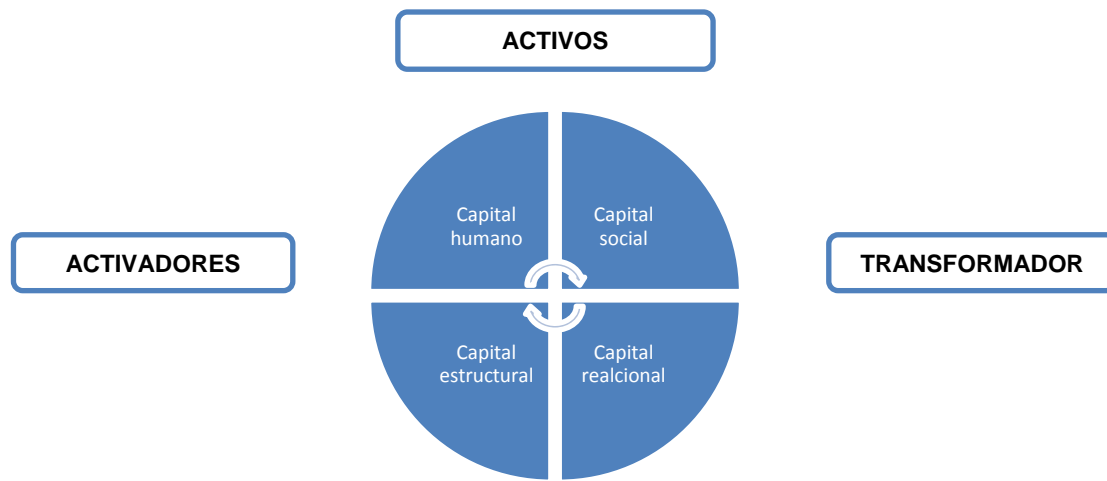 ACTIVOS
Capital
humano
Capital
social
ACTIVADORES
TRANSFORMADOR
Capital
estructural
Capital
realcional